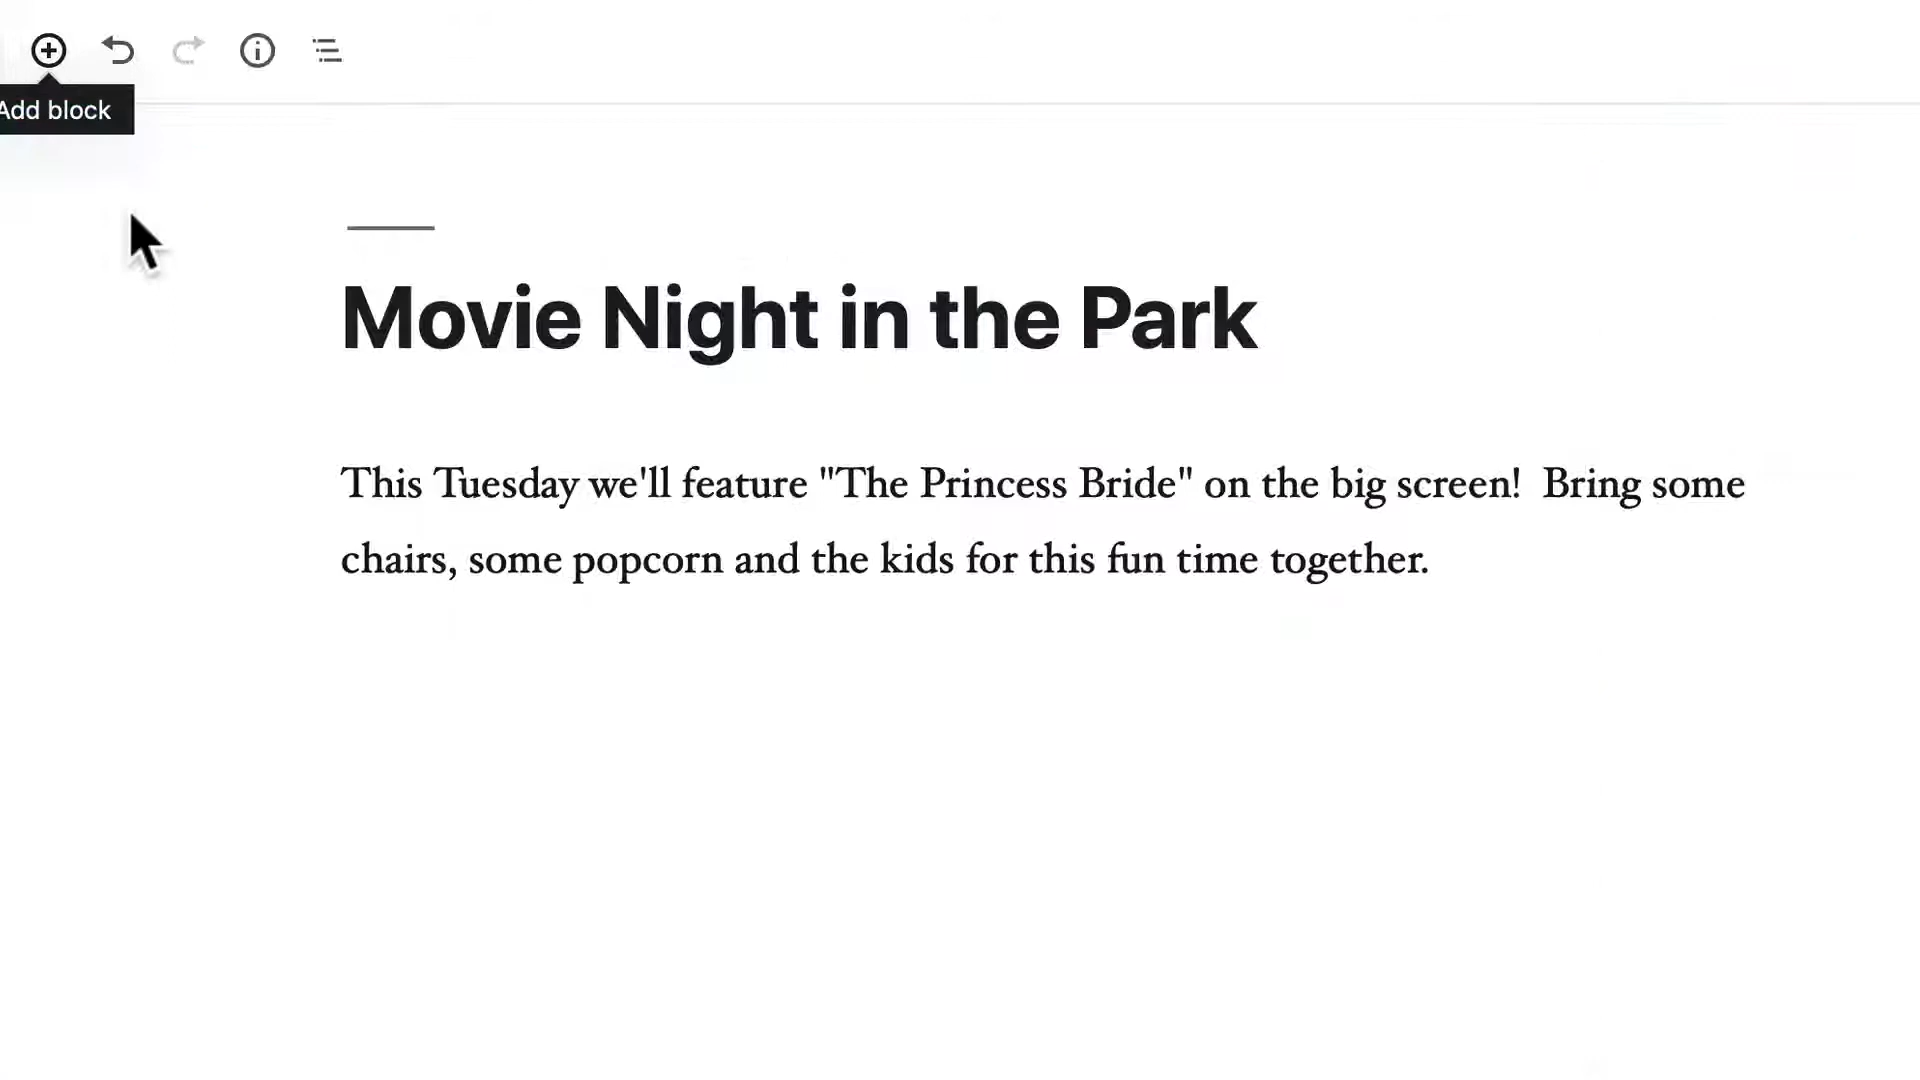 Add block
Movie Night in the Park
This Tuesday we'll feature "The Princess Bride" on the big screen!  Bring some
chairs, some popcorn and the kids for this fun time together.